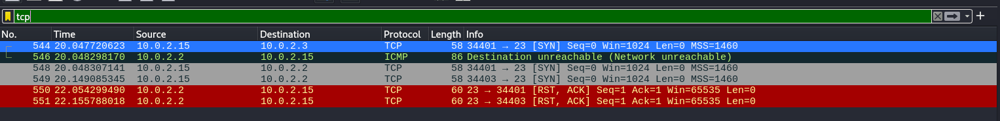 tcp
No. Time Source Destination Protocol Length Info
544 20.047720623 10.0.2.15 10.0.2.3 TCP 58 34401 → 23 [SYN] Seq=0 Win=1024 Len=0 MSS=1460
546 20.048298170 10.0.2.2 10.0.2.15 ICMP 86 Destination unreachable (Network unreachable)
548 20.048307141 10.0.2.15 10.0.2.2 TCP 58 34401 → 23 [SYN] Seq=0 Win=1024 Len=0 MSS=1460
549 20.149085345 10.0.2.15 10.0.2.2 TCP 58 34403 → 23 [SYN] Seq=0 Win=1024 Len=0 MSS=1460
550 22.054299490 10.0.2.2 10.0.2.15 TCP 60 23 → 34401 [RST, ACK] Seq=1 Ack=1 Win=65535 Len=0
551 22.155788018 10.0.2.2 10.0.2.15 TCP 60 23 → 34403 [RST, ACK] Seq=1 Ack=1 Win=65535 Len=0